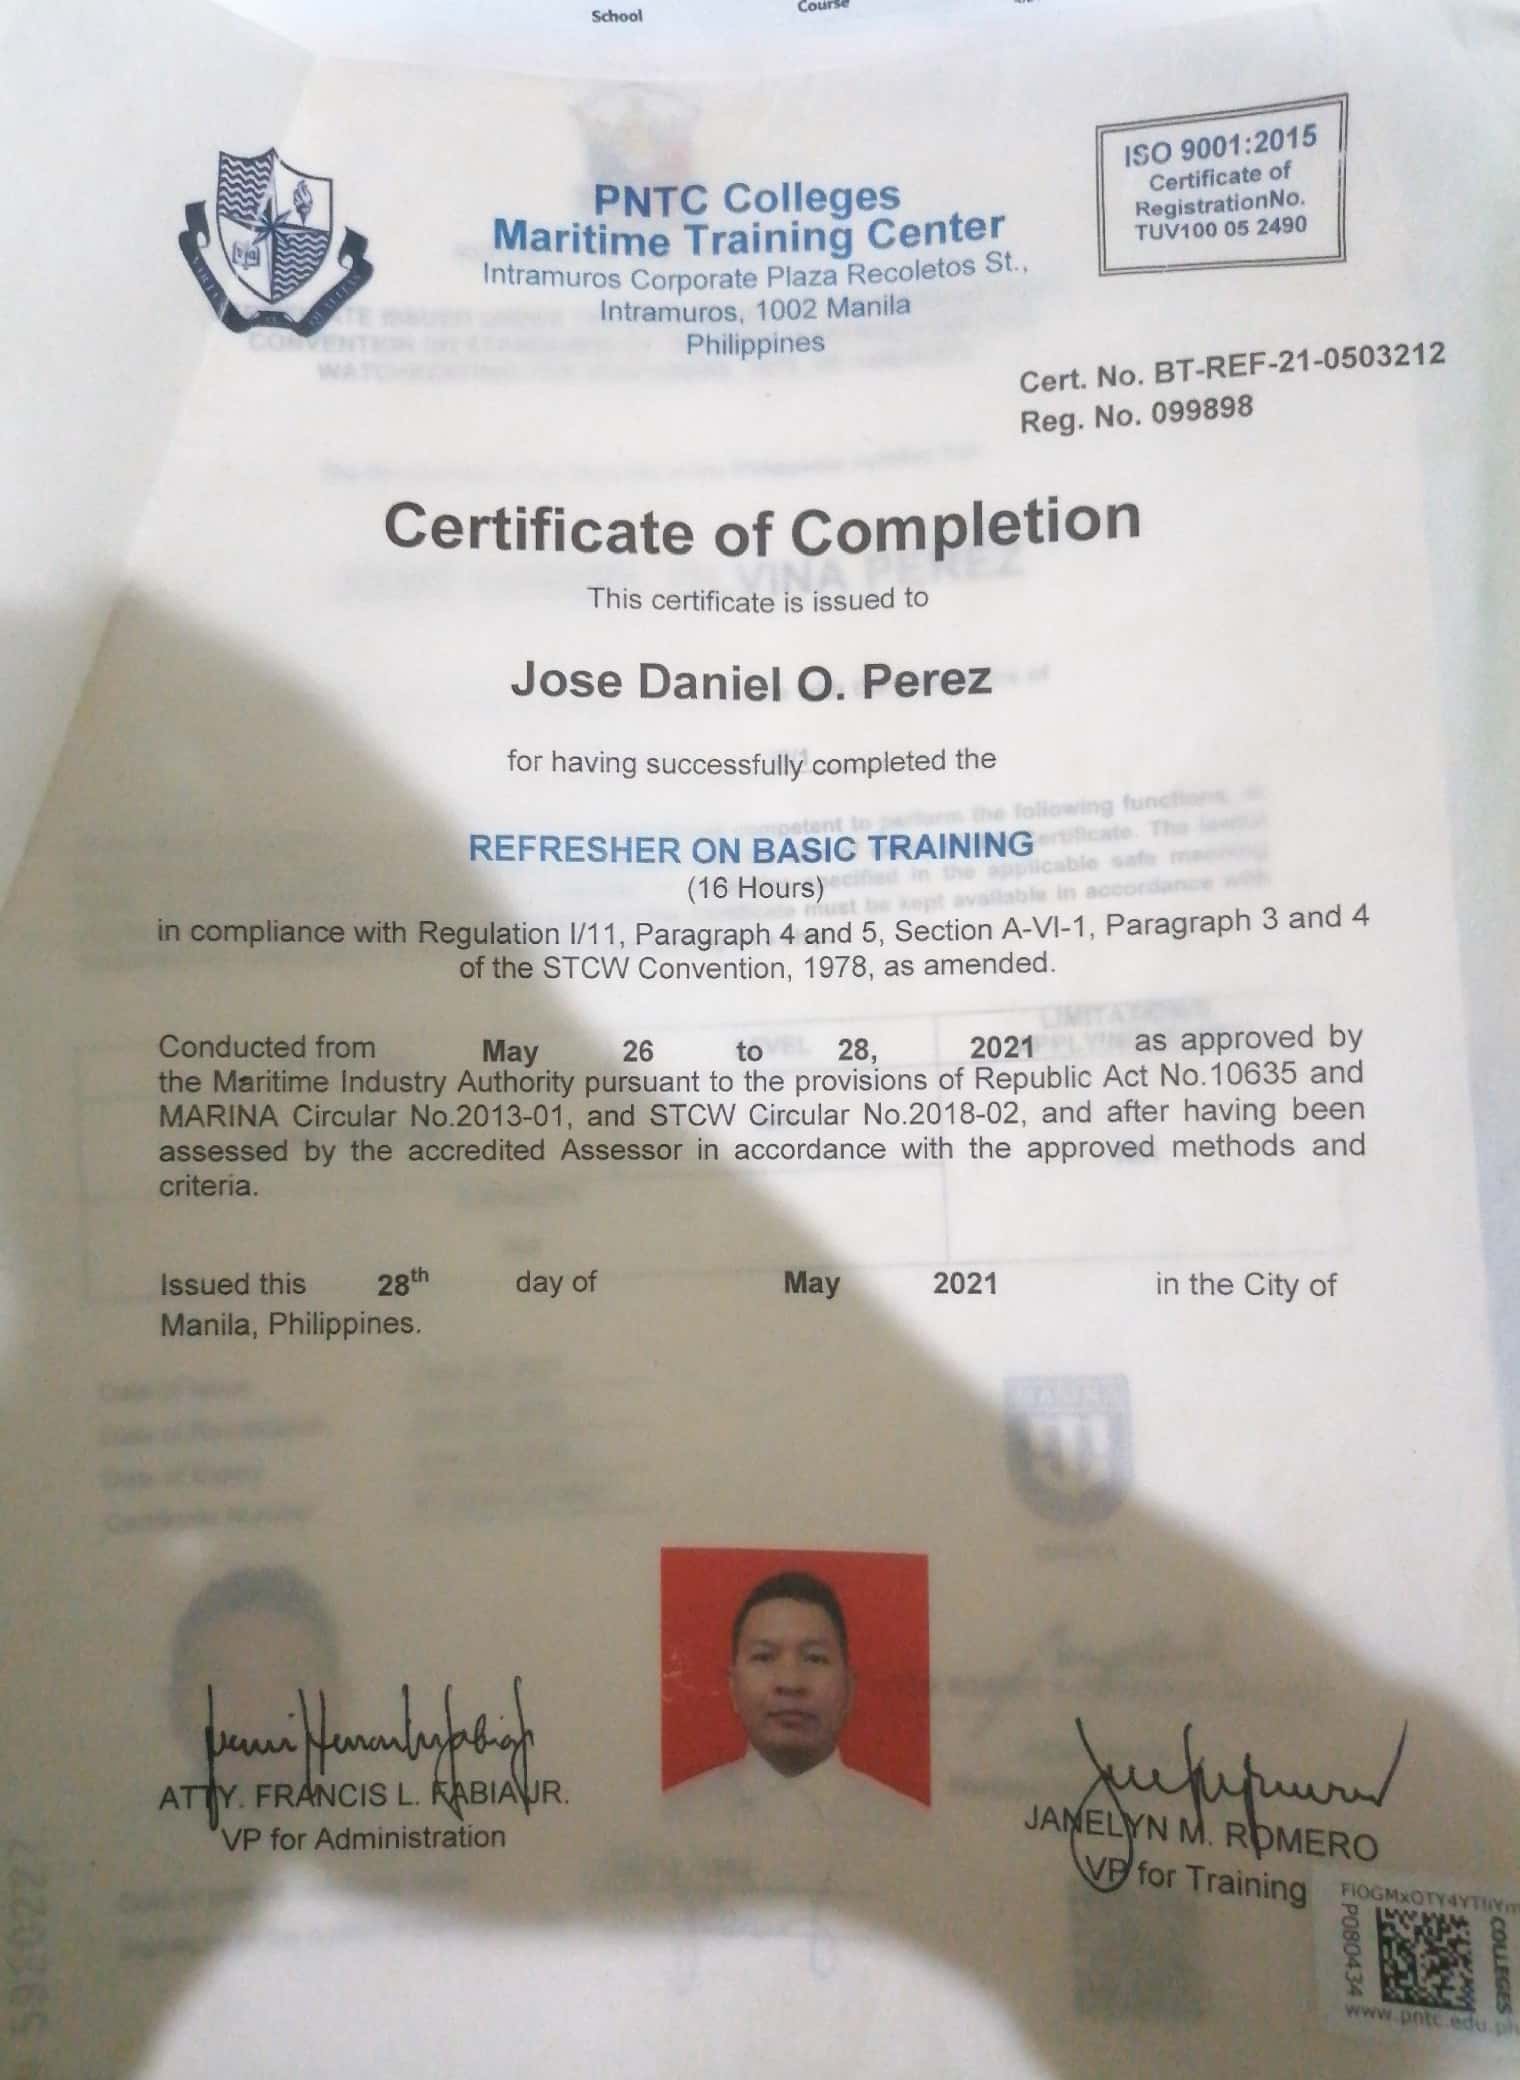 School
Course
PNTC Colleges
Maritime Training Center
Intramuros Corporate Plaza Recoletos St.,
Intramuros, 1002 Manila
Philippines
ISO 9001:2015
Certificate of
RegistrationNo.
TUV100 05 2490
Cert. No. BT-REF-21-0503212
Reg. No. 099898
Certificate of Completion
This certificate is issued to
Jose Daniel O. Perez
for having successfully completed the
REFRESHER ON BASIC TRAINING
(16 Hours)
in compliance with Regulation I/11, Paragraph 4 and 5, Section A-VI-1, Paragraph 3 and 4
of the STCW Convention, 1978, as amended.
Conducted from May 26 to 28, 2021 as approved by
the Maritime Industry Authority pursuant to the provisions of Republic Act No.10635 and
MARINA Circular No.2013-01, and STCW Circular No.2018-02, and after having been
assessed by the accredited Assessor in accordance with the approved methods and
criteria.
Issued this 28th day of May 2021 in the City of
Manila, Philippines.
ATTY. FRANCIS L. FABIA JR.
VP for Administration
JANELYN M. ROMERO
VP for Training
P080434
COLLEGES
www.pntc.edu.ph